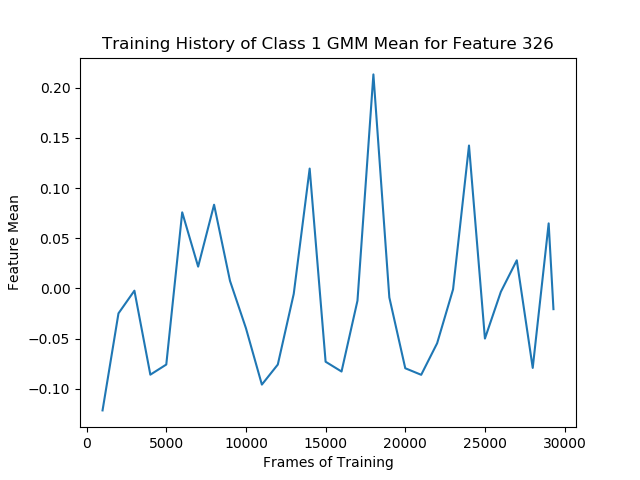 Training History of Class 1 GMM Mean for Feature 326
0.20
0.15
0.10
0.05
0.00
−0.05
−0.10
Feature Mean
0 5000 10000 15000 20000 25000 30000
Frames of Training